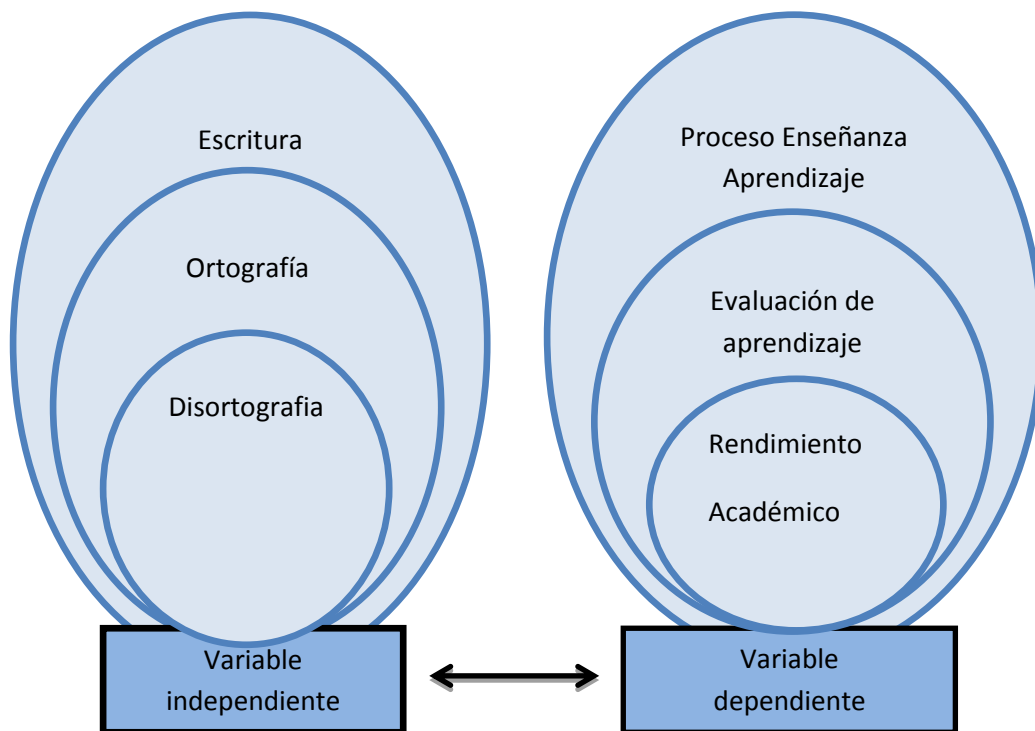 Escritura
Ortografía
Disortografia
Variable
independiente
Proceso Enseñanza
Aprendizaje
Evaluación de
aprendizaje
Rendimiento
Académico
Variable
dependiente